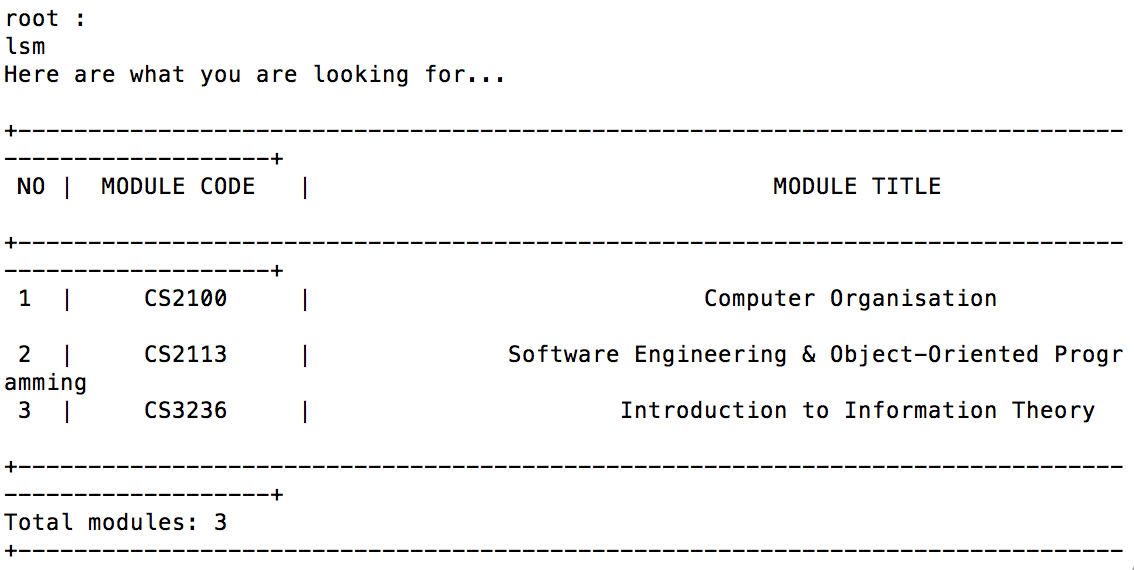 root :
lsm
Here are what you are looking for...
+-------------------------------------------------------------------------------
-------------------+
NO | MODULE CODE | MODULE TITLE
+-------------------------------------------------------------------------------
-------------------+
1 | CS2100 | Computer Organisation
2 | CS2113 | Software Engineering & Object-Oriented Progr
amming
3 | CS3236 | Introduction to Information Theory
+-------------------------------------------------------------------------------
-------------------+
Total modules: 3
+-------------------------------------------------------------------------------